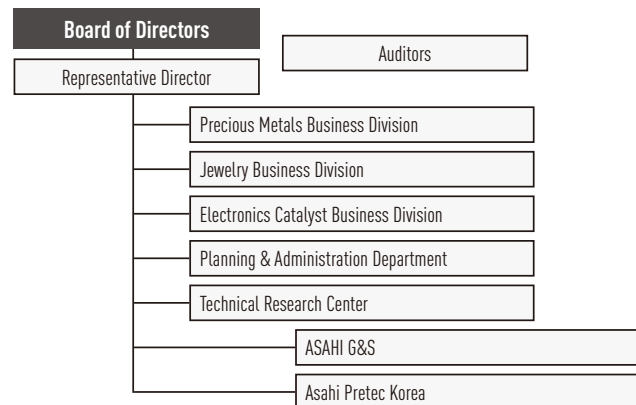 Board of Directors
Auditors
Representative Director
Precious Metals Business Division
Jewelry Business Division
Electronics Catalyst Business Division
Planning & Administration Department
Technical Research Center
ASAHI G&S
Asahi Pretec Korea